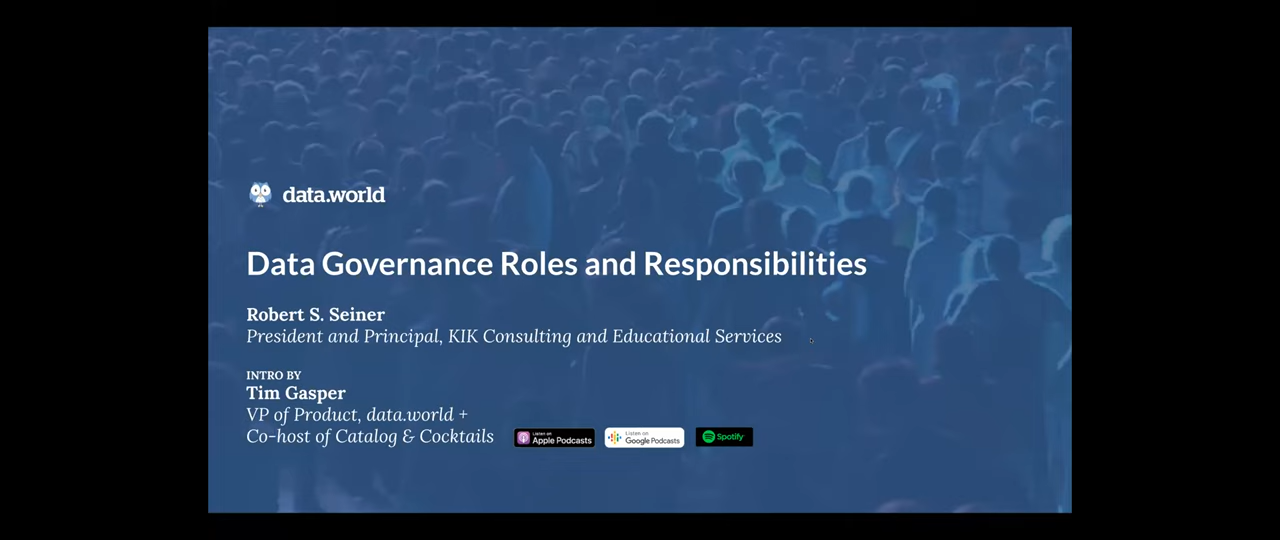 data.world
Data Governance Roles and Responsibilities
Robert S. Seiner
President and Principal, KIK Consulting and Educational Services
INTRO BY
Tim Gasper
VP of Product, data.world +
Co-host of Catalog & Cocktails
Listen on
Apple Podcasts
Listen on
Google Podcasts
Spotify